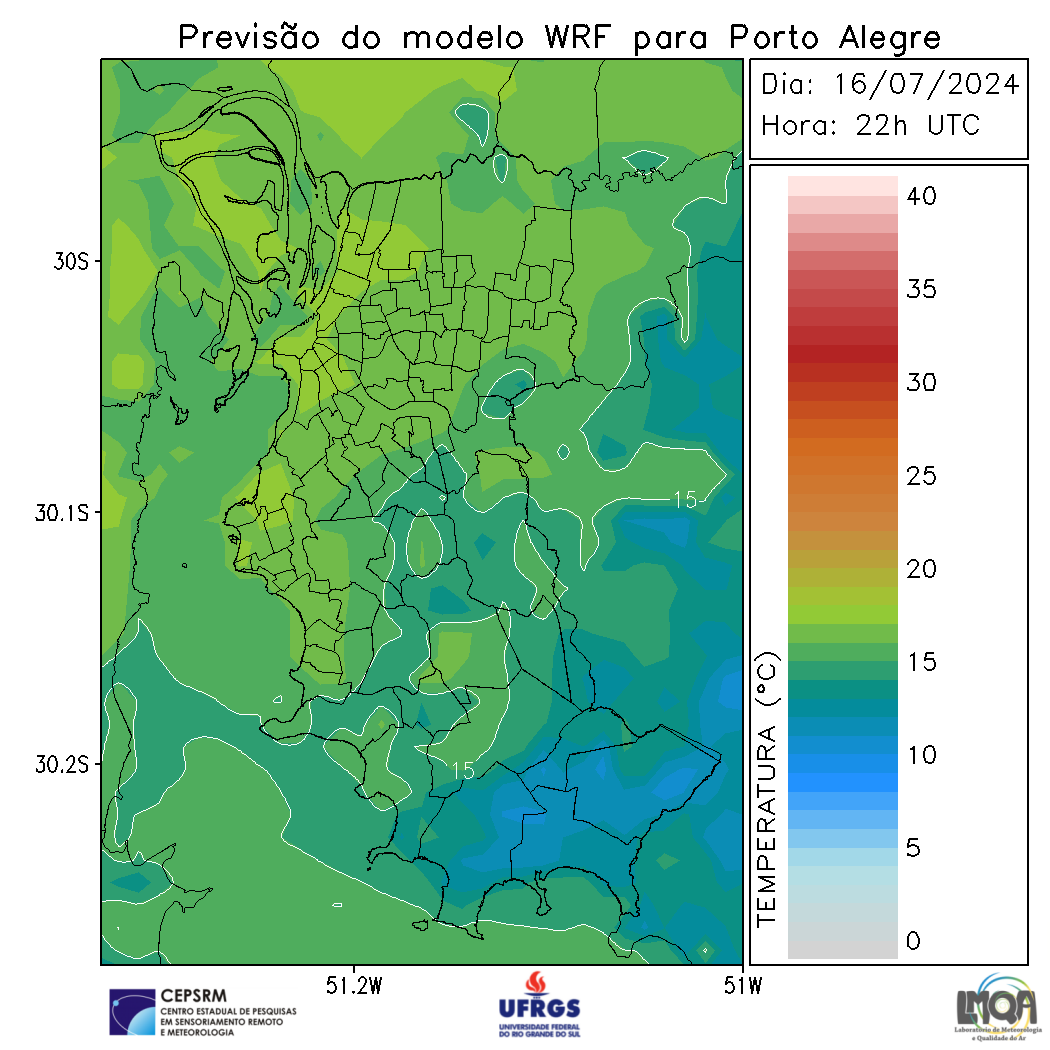 Previsão do modelo WRF para Porto Alegre
Dia: 16/07/2024
Hora: 22h UTC
30S
30.1S
30.2S
51.2W
51W
15
15
TEMPERATURA (°C)
40
35
30
25
20
15
10
5
0
CEPSRM
CENTRO ESTADUAL DE PESQUISAS
EM SENSORIAMENTO REMOTO
E METEOROLOGIA
UFRGS
UNIVERSIDADE FEDERAL
DO RIO GRANDE DO SUL
LMQA
Laboratório de Meteorologia
e Qualidade do Ar